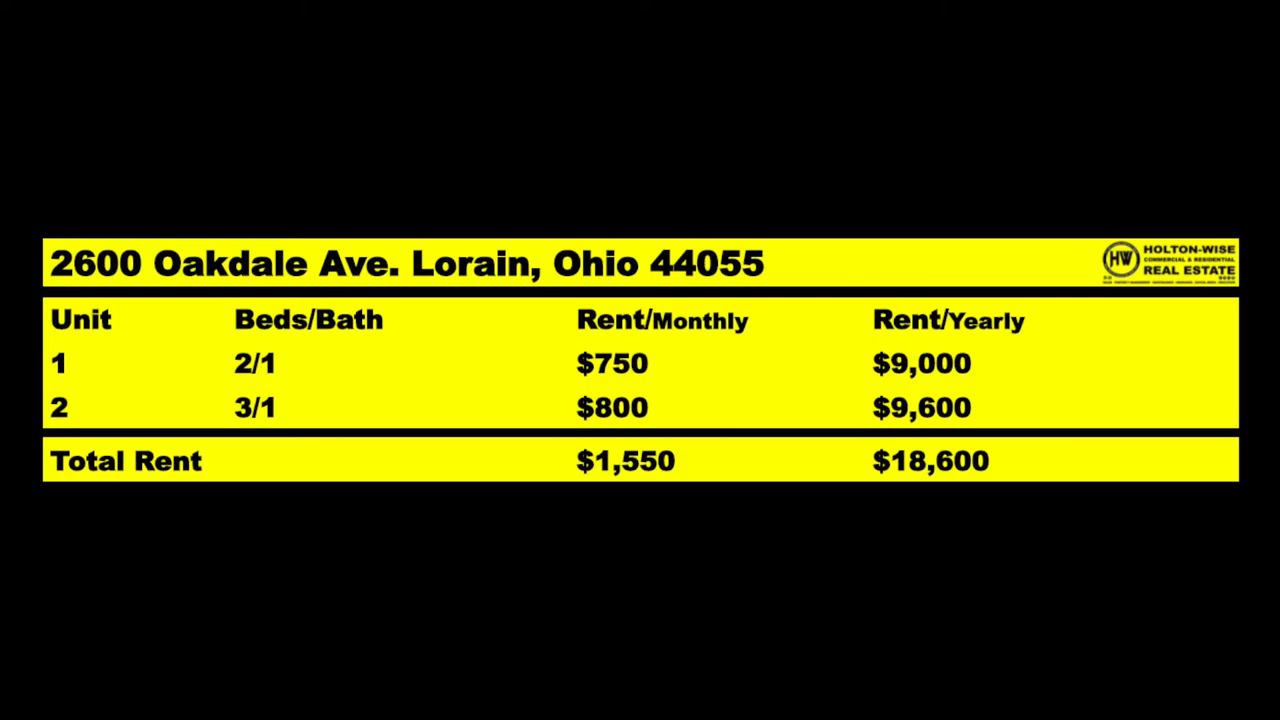 2600 Oakdale Ave. Lorain, Ohio 44055
HOLTON-WISE
COMMERCIAL & RESIDENTIAL
REAL ESTATE
Unit Beds/Bath Rent/Monthly Rent/Yearly
1 2/1 $750 $9,000
2 3/1 $800 $9,600
Total Rent $1,550 $18,600